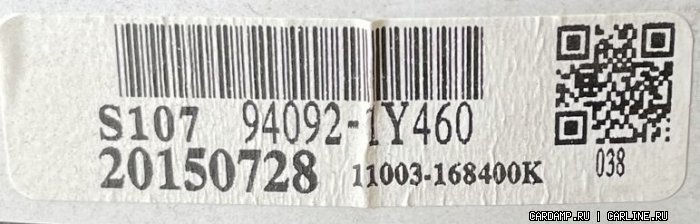 S107 94092-1Y460
20150728 11003-168400K
038
CARDAMP.RU | CARLINE.RU